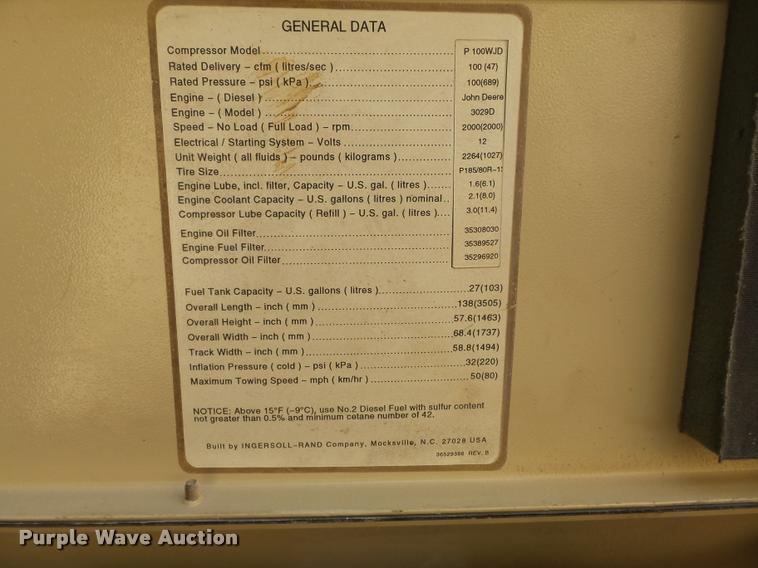 GENERAL DATA
Compressor Model........................ P 100WJD
Rated Delivery – cfm ( litres/sec ) ........................ 100 (47)
Rated Pressure – psi ( kPa )........................ 100(689)
Engine – ( Diesel )........................ John Deere
Engine – ( Model ) ........................ 3029D
Speed – No Load ( Full Load ) – rpm........................ 2000(2000)
Electrical / Starting System – Volts ........................ 12
Unit Weight ( all fluids ) – pounds ( kilograms ) ........................ 2264(1027)
Tire Size........................ P185/80R-1
Engine Lube, incl. filter, Capacity – U.S. gal. ( litres )....... 1.6(6.1)
Engine Coolant Capacity – U.S. gallons ( litres ) nominal.. 2.1(8.0)
Compressor Lube Capacity ( Refill ) – U.S. gal. ( litres ).... 3.0(11.4)
Engine Oil Filter........................ 35308030
Engine Fuel Filter........................ 35389527
Compressor Oil Filter........................ 35296920
Fuel Tank Capacity – U.S. gallons ( litres )........................27(103)
Overall Length – inch ( mm ) ........................138(3505)
Overall Height – inch ( mm )........................57.6(1463)
Overall Width – inch ( mm ) ........................68.4(1737)
Track Width – inch ( mm ) ........................58.8(1494)
Inflation Pressure ( cold ) – psi ( kPa )........................32(220)
Maximum Towing Speed – mph ( km/hr ) ........................50(80)
NOTICE: Above 15°F (–9°C), use No.2 Diesel Fuel with sulfur content
not greater than 0.5% and minimum cetane number of 42.
Built by INGERSOLL-RAND Company, Mocksville, N.C. 27028 USA
36529386 REV. B
Purple Wave Auction